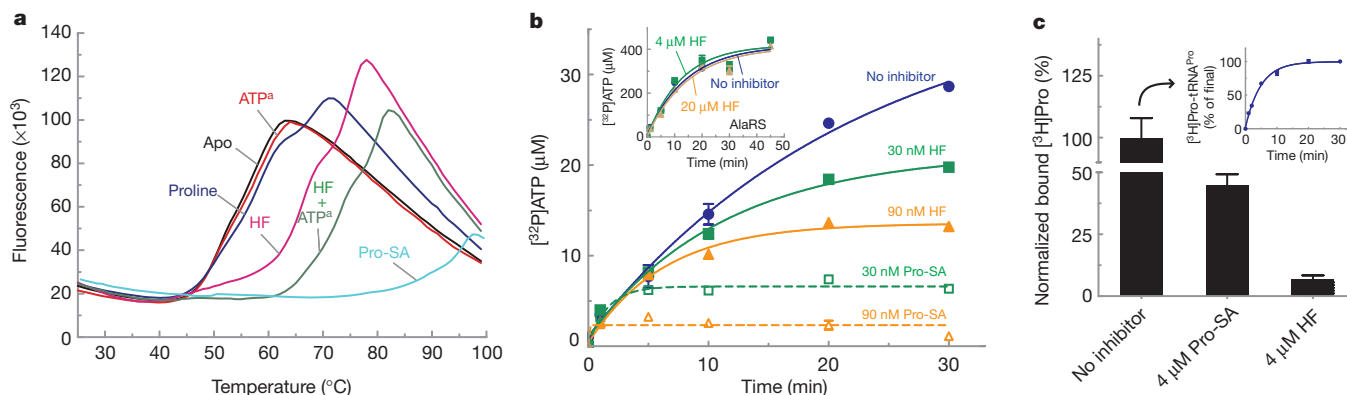 a
Fluorescence (×10³)
140
120
100
80
60
40
20
0
ATPᵃ
Apo
Proline
HF
HF
+
ATPᵃ
Pro-SA
30 40 50 60 70 80 90 100
Temperature (°C)
b
[³²P]ATP (μM)
30
20
10
0
No inhibitor
30 nM HF
90 nM HF
30 nM Pro-SA
90 nM Pro-SA
0 10 20 30
Time (min)
[³²P]ATP (μM)
400
200
0
4 μM HF
No inhibitor
20 μM HF
AlaRS
0 10 20 30 40 50
Time (min)
c
Normalized bound [³H]Pro (%)
125
100
50
25
0
No inhibitor
4 μM Pro-SA
4 μM HF
[³H]Pro-tRNAᴾʳᵒ
(% of final)
100
50
0
0 10 20 30
Time (min)